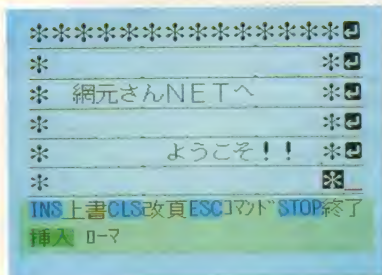 *************↵
*            *↵
* 網元さんNETへ   *↵
*            *↵
*     ようこそ!! *↵
*            *_
INS上書CLS改頁ESCコマンドSTOP終了
挿入 ローマ